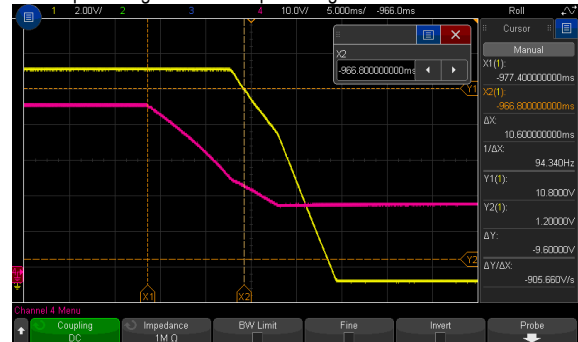 1 2.00V/ 2 3 4 10.0V/ 5.000ms/ -966.0ms Roll
Cursor
Manual
X1(1):
-977.400000000ms
X2(1):
-966.800000000ms
ΔX:
10.600000000ms
1/ΔX:
94.340Hz
Y1(1):
10.8000V
Y2(1):
1.20000V
ΔY:
-9.60000V
ΔY/ΔX:
-905.660V/s
X2
-966.800000000ms
Y1
Y2
X1 X2
Channel 4 Menu
Coupling
DC
Impedance
1M Ω
BW Limit
Fine
Invert
Probe